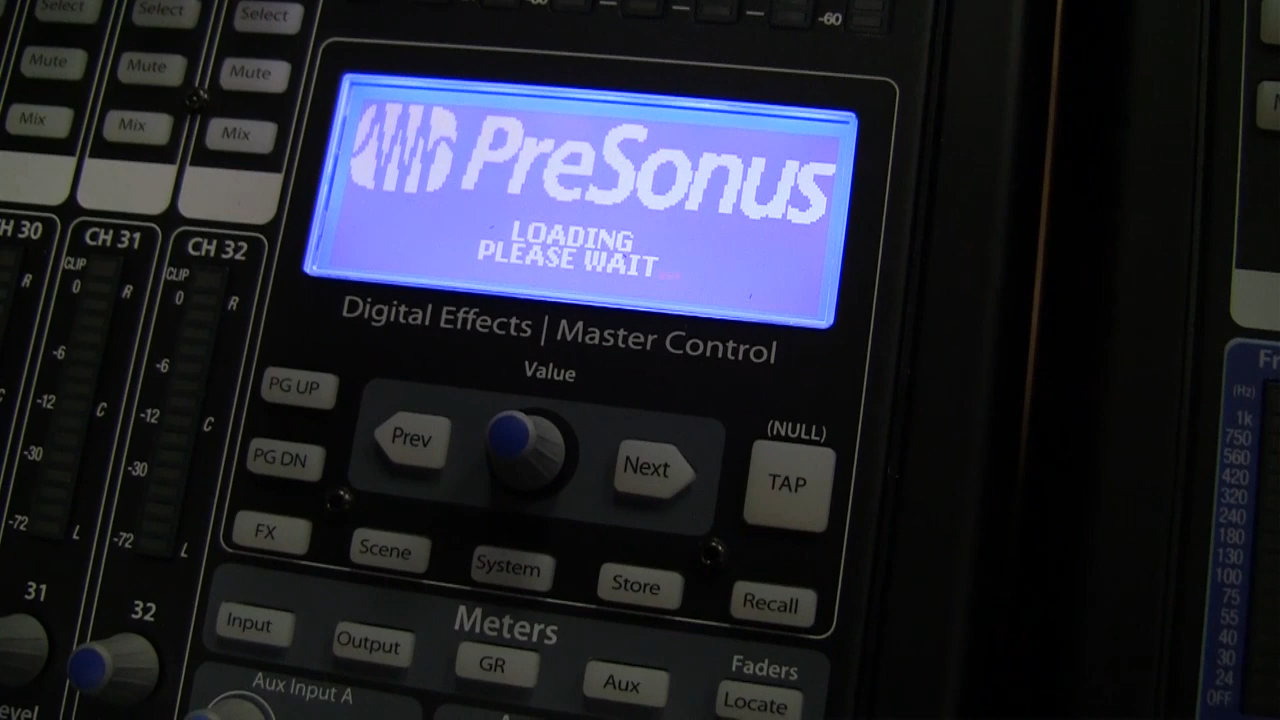 Select Select Select
-60
Mute Mute Mute
Mix Mix Mix
PreSonus
LOADING
PLEASE WAIT
Digital Effects | Master Control
CH 31 CH 32
CLIP CLIP
0 R 0 R
-6 -6
-12 C -12 C
-30 -30
-72 L -72 L
31 32
Value
PG UP
PG DN
Prev
Next
(NULL)
TAP
FX Scene System Store Recall
Meters
Input Output GR Aux
Faders
Locate
Aux Input A
(Hz)
1k
750
560
420
320
240
180
130
100
75
55
40
30
24
OFF